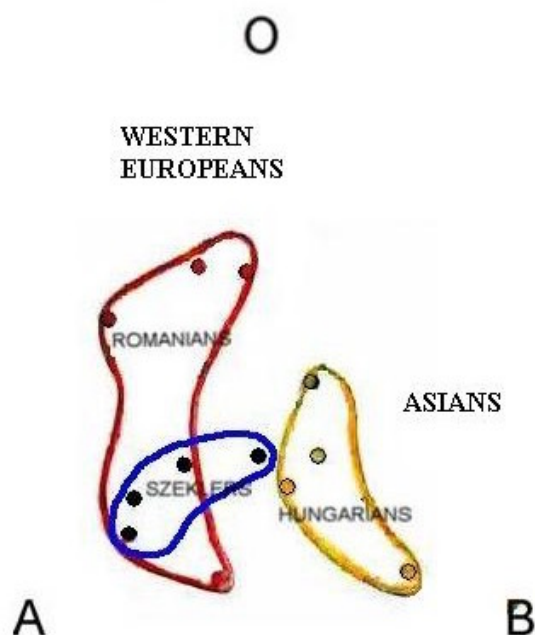 O
WESTERN
EUROPEANS
ROMANIANS
ASIANS
SZEKLERS
HUNGARIANS
A
B